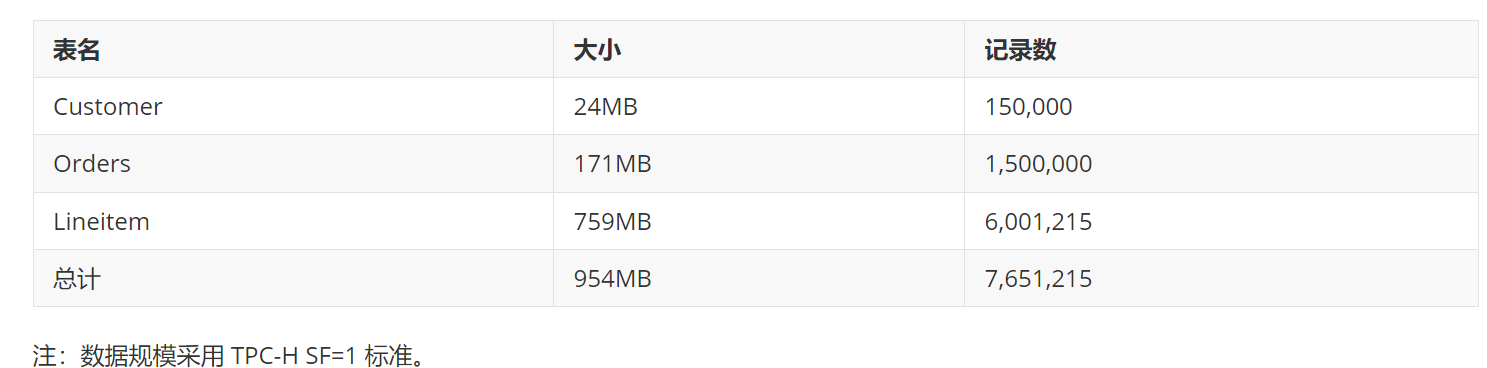 表名 大小 记录数
Customer 24MB 150,000
Orders 171MB 1,500,000
Lineitem 759MB 6,001,215
总计 954MB 7,651,215
注：数据规模采用 TPC-H SF=1 标准。